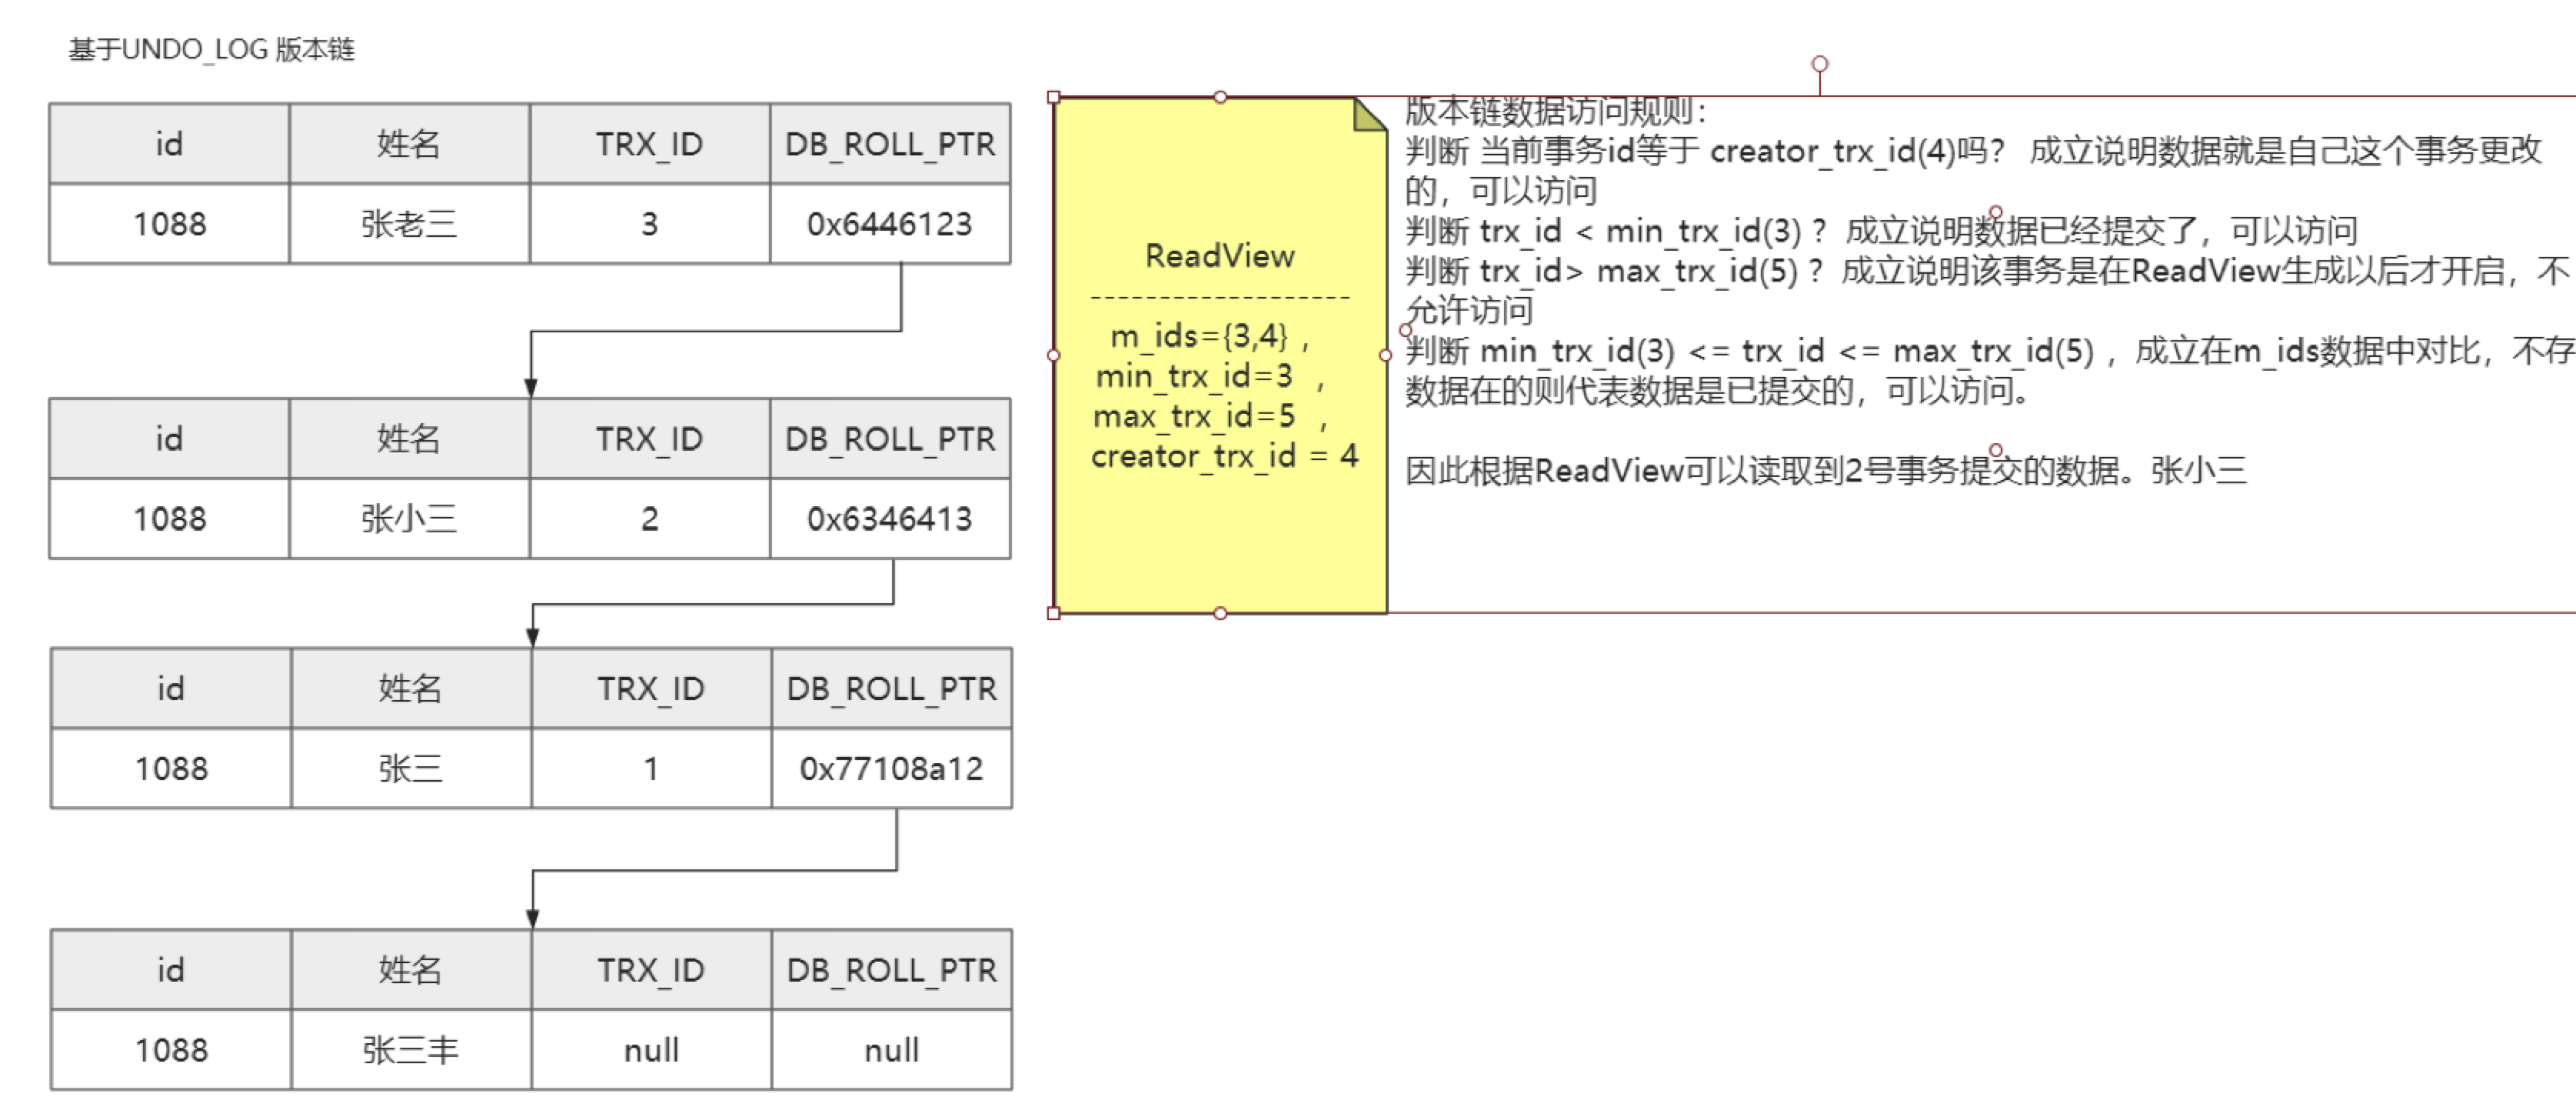 基于UNDO_LOG 版本链
id 姓名 TRX_ID DB_ROLL_PTR
1088 张老三 3 0x6446123
id 姓名 TRX_ID DB_ROLL_PTR
1088 张小三 2 0x6346413
id 姓名 TRX_ID DB_ROLL_PTR
1088 张三 1 0x77108a12
id 姓名 TRX_ID DB_ROLL_PTR
1088 张三丰 null null
ReadView
-------------------
m_ids={3,4} ,
min_trx_id=3 ,
max_trx_id=5 ,
creator_trx_id = 4
版本链数据访问规则：
判断 当前事务id等于 creator_trx_id(4)吗？ 成立说明数据就是自己这个事务更改
的，可以访问
判断 trx_id < min_trx_id(3) ？ 成立说明数据已经提交了，可以访问
判断 trx_id> max_trx_id(5) ？ 成立说明该事务是在ReadView生成以后才开启，不
允许访问
判断 min_trx_id(3) <= trx_id <= max_trx_id(5) ，成立在m_ids数据中对比，不存
数据在的则代表数据是已提交的，可以访问。
因此根据ReadView可以读取到2号事务提交的数据。张小三